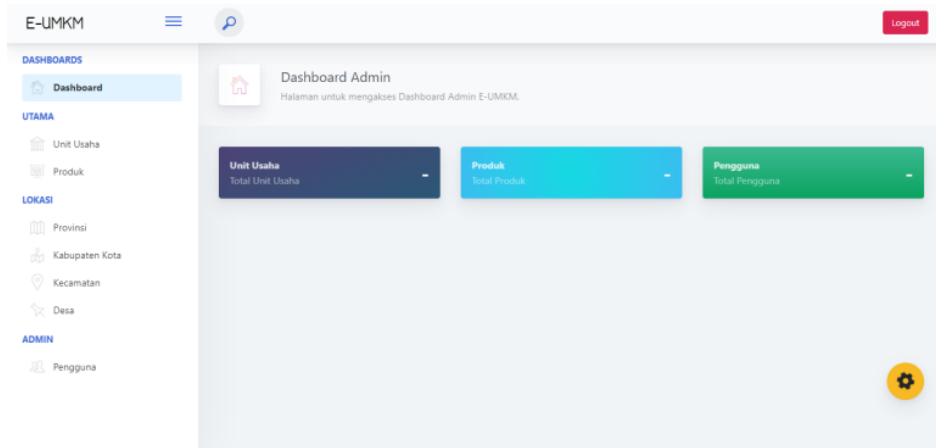 E-UMKM
Logout
DASHBOARDS
Dashboard
UTAMA
Unit Usaha
Produk
LOKASI
Provinsi
Kabupaten Kota
Kecamatan
Desa
ADMIN
Pengguna
Dashboard Admin
Halaman untuk mengakses Dashboard Admin E-UMKM.
Unit Usaha
Total Unit Usaha
-
Produk
Total Produk
-
Pengguna
Total Pengguna
-